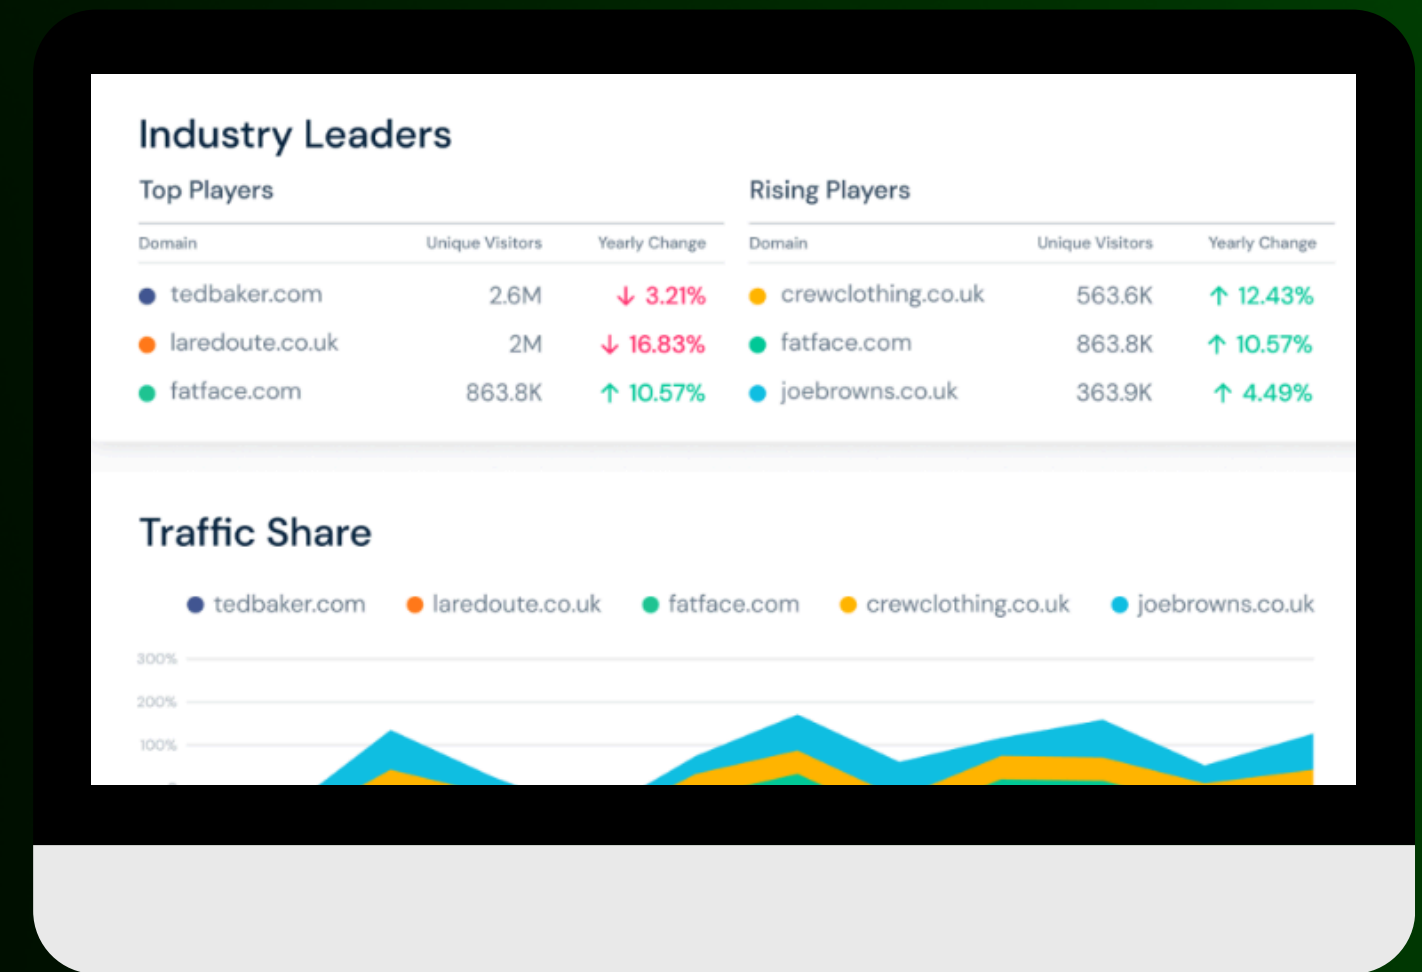 Industry Leaders
Top Players
Rising Players
Domain Unique Visitors Yearly Change
Domain Unique Visitors Yearly Change
tedbaker.com 2.6M ↓ 3.21%
crewclothing.co.uk 563.6K ↑ 12.43%
laredoute.co.uk 2M ↓ 16.83%
fatface.com 863.8K ↑ 10.57%
fatface.com 863.8K ↑ 10.57%
joebrowns.co.uk 363.9K ↑ 4.49%
Traffic Share
tedbaker.com laredoute.co.uk fatface.com crewclothing.co.uk joebrowns.co.uk
300%
200%
100%